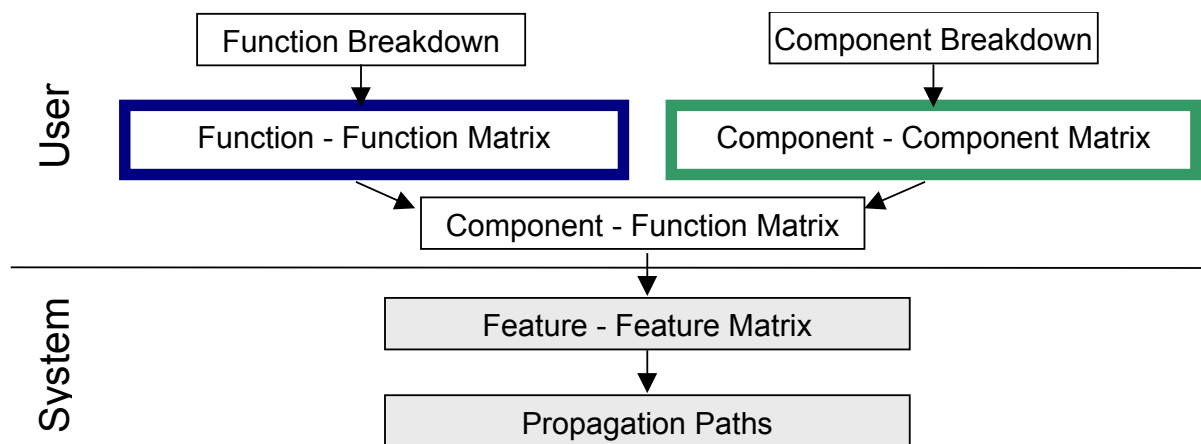 Function Breakdown
Component Breakdown
User
Function - Function Matrix
Component - Component Matrix
Component - Function Matrix
System
Feature - Feature Matrix
Propagation Paths